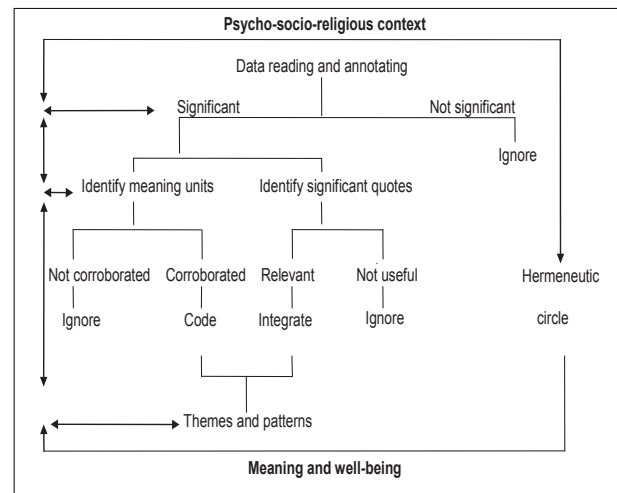 Psycho-socio-religious context
Data reading and annotating
Significant Not significant
Ignore
Identify meaning units Identify significant quotes
Not corroborated Corroborated Relevant Not useful Hermeneutic
Ignore Code Integrate Ignore circle
Themes and patterns
Meaning and well-being